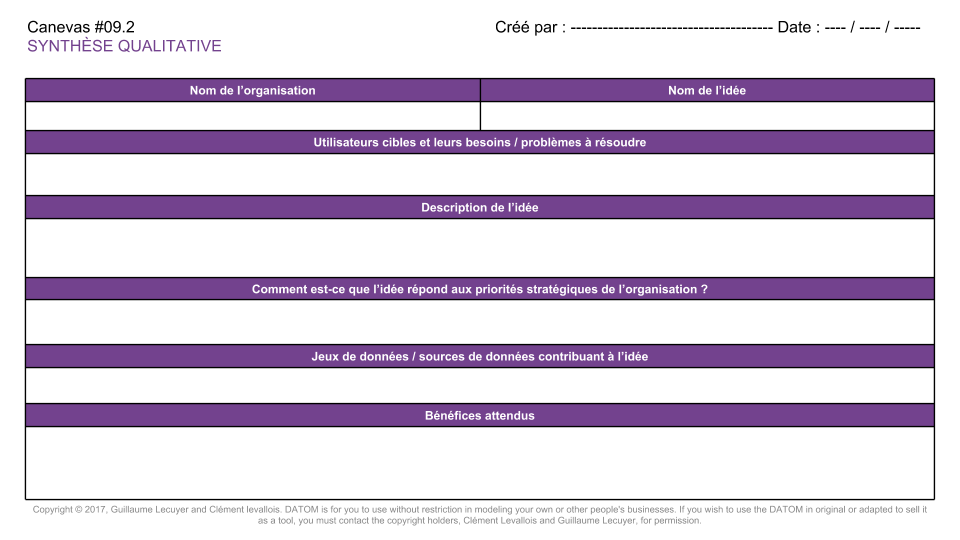 Canevas #09.2
SYNTHÈSE QUALITATIVE
Créé par : -------------------------------------- Date : ---- / ---- / -----
Nom de l’organisation
Nom de l’idée
Utilisateurs cibles et leurs besoins / problèmes à résoudre
Description de l’idée
Comment est-ce que l’idée répond aux priorités stratégiques de l’organisation ?
Jeux de données / sources de données contribuant à l’idée
Bénéfices attendus
Copyright © 2017, Guillaume Lecuyer and Clément levallois. DATOM is for you to use without restriction in modeling your own or other people's businesses. If you wish to use the DATOM in original or adapted to sell it
as a tool, you must contact the copyright holders, Clément Levallois and Guillaume Lecuyer, for permission.